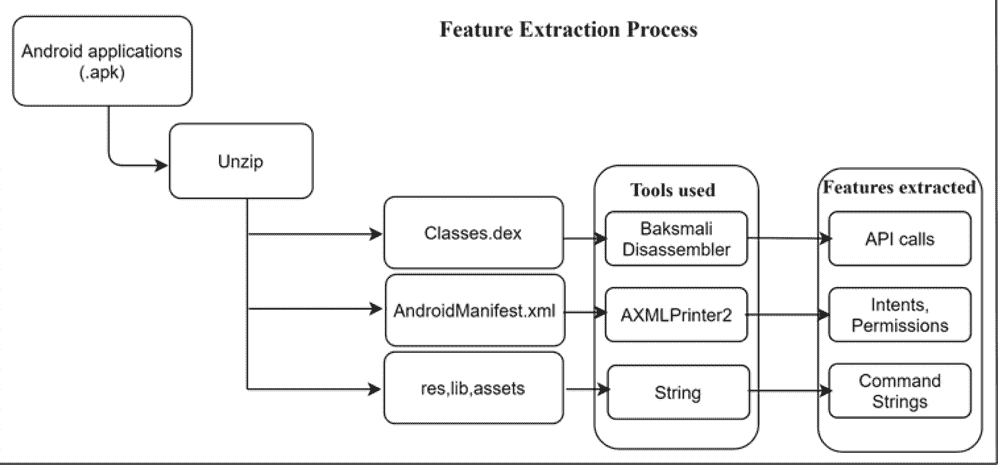 Feature Extraction Process
Android applications
(.apk)
Unzip
Tools used
Features extracted
Classes.dex
Baksmali
Disassembler
API calls
AndroidManifest.xml
AXMLPrinter2
Intents,
Permissions
res,lib,assets
String
Command
Strings